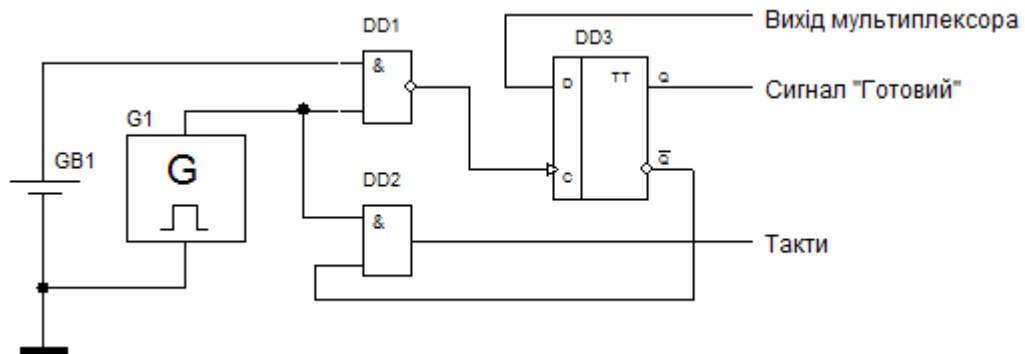 Вихід мультиплексора
DD1
DD3
&
D
TT
Q
Сигнал "Готовий"
G1
G
GB1
C
Q
DD2
&
Такти